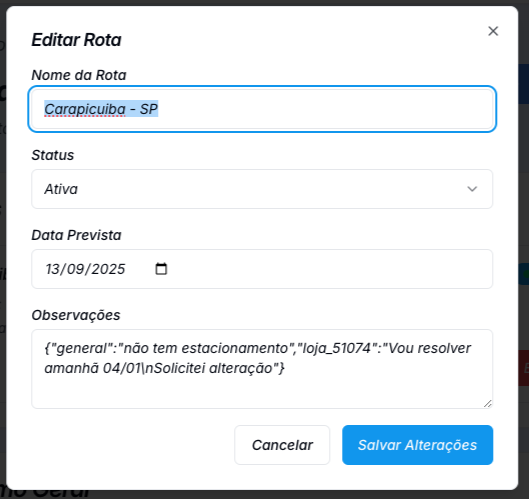 Editar Rota
Nome da Rota
Carapicuiba - SP
Status
Ativa
Data Prevista
13/09/2025
Observações
{"general":"não tem estacionamento","loja_51074":"Vou resolver
amanhã 04/01\nSolicitei alteração"}
Cancelar
Salvar Alterações